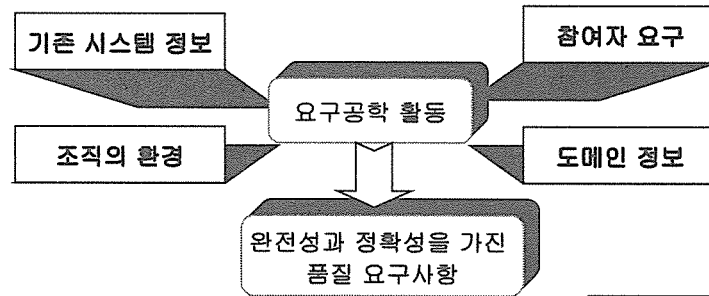 기존 시스템 정보
참여자 요구
요구공학 활동
조직의 환경
도메인 정보
완전성과 정확성을 가진
품질 요구사항